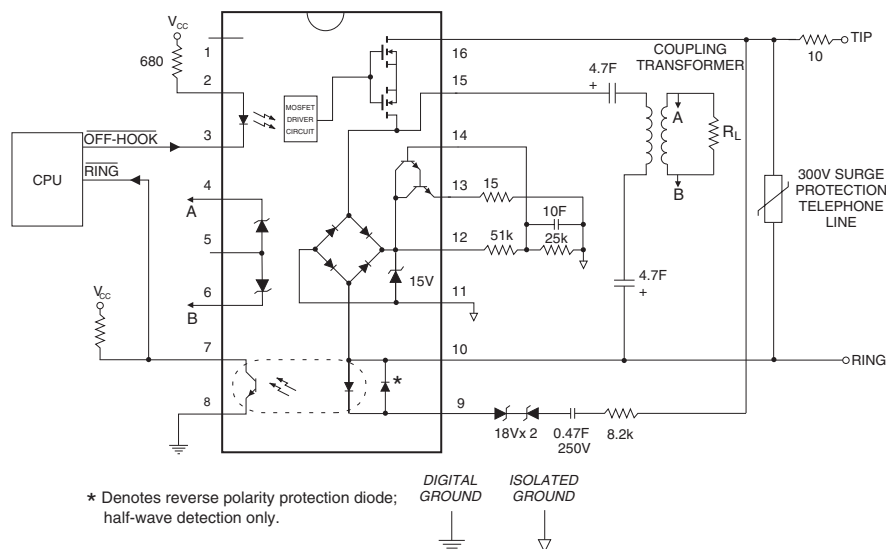 VCC
680
1
2
3
4
5
6
7
8
16
15
14
13
12
11
10
9
MOSFET
DRIVER
CIRCUIT
CPU
OFF-HOOK
RING
A
B
VCC
15V
*
15
10F
51k
25k
4.7F
+
COUPLING
TRANSFORMER
A
RL
B
4.7F
+
10
TIP
300V SURGE
PROTECTION
TELEPHONE
LINE
RING
18Vx 2
0.47F
250V
8.2k
* Denotes reverse polarity protection diode;
half-wave detection only.
DIGITAL
GROUND
ISOLATED
GROUND